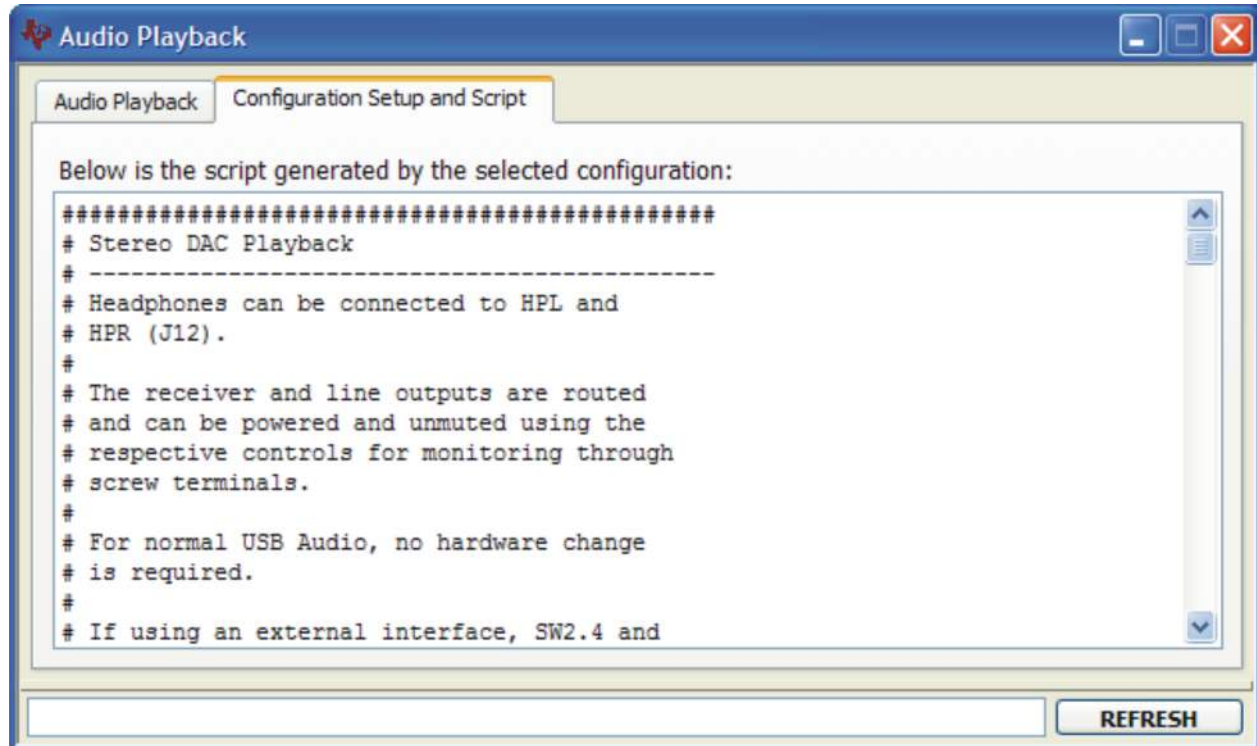 Audio Playback
Audio Playback
Configuration Setup and Script
Below is the script generated by the selected configuration:
###############################################
# Stereo DAC Playback
# ---------------------------------------------
# Headphones can be connected to HPL and
# HPR (J12).
#
# The receiver and line outputs are routed
# and can be powered and unmuted using the
# respective controls for monitoring through
# screw terminals.
#
# For normal USB Audio, no hardware change
# is required.
#
# If using an external interface, SW2.4 and
REFRESH